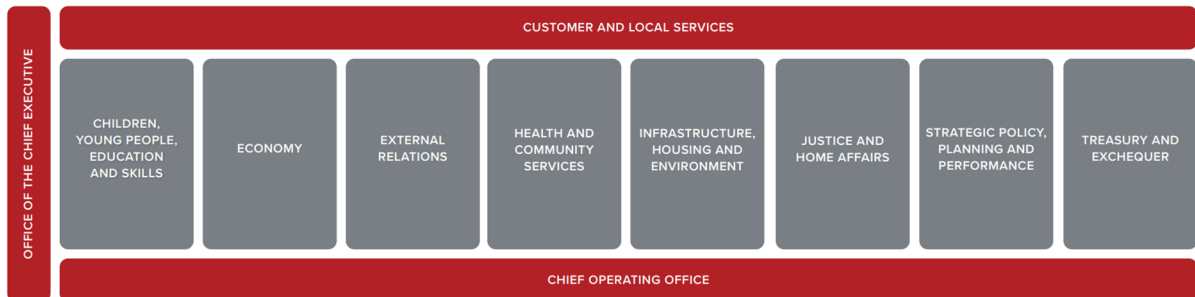 OFFICE OF THE CHIEF EXECUTIVE
CUSTOMER AND LOCAL SERVICES
CHILDREN,
YOUNG PEOPLE,
EDUCATION
AND SKILLS
ECONOMY
EXTERNAL
RELATIONS
HEALTH AND
COMMUNITY
SERVICES
INFRASTRUCTURE,
HOUSING AND
ENVIRONMENT
JUSTICE AND
HOME AFFAIRS
STRATEGIC POLICY,
PLANNING AND
PERFORMANCE
TREASURY AND
EXCHEQUER
CHIEF OPERATING OFFICE